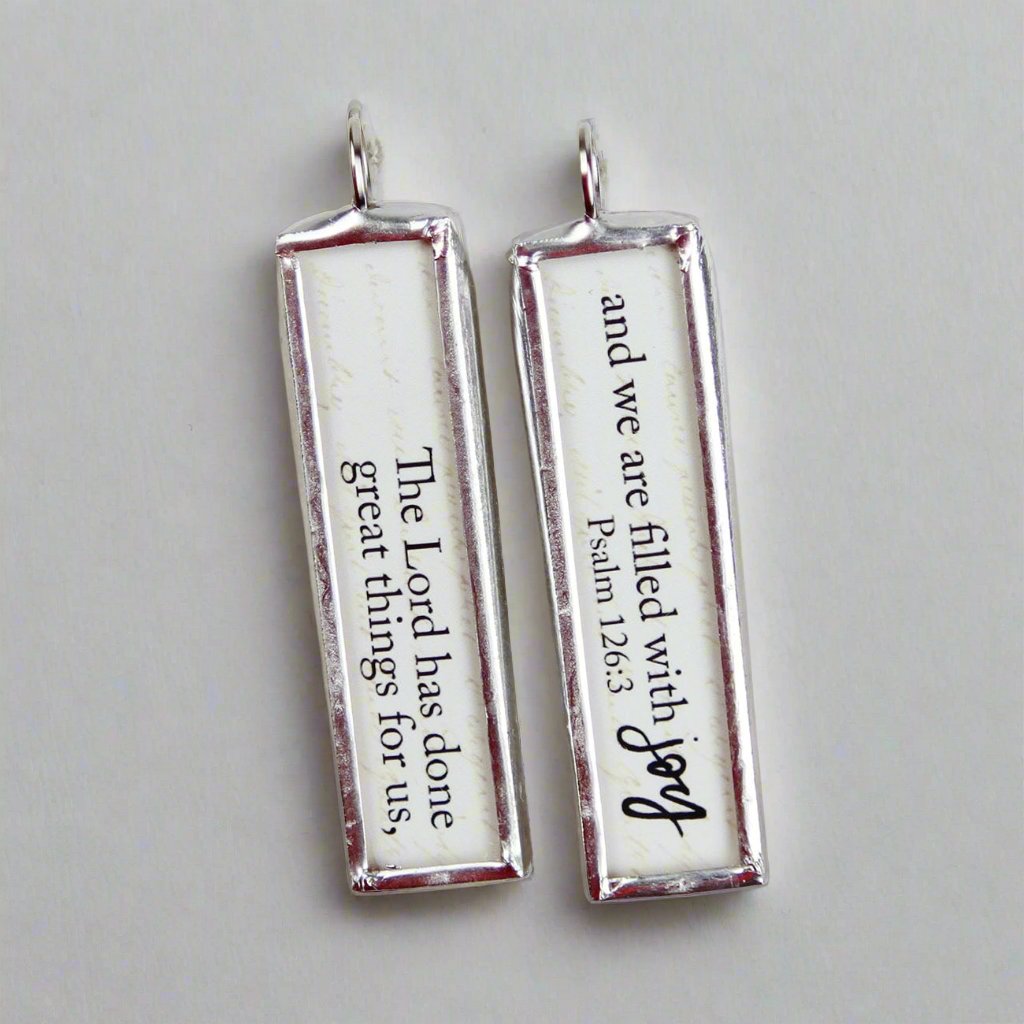 The Lord has done
great things for us,
and we are filled with joy
Psalm 126:3